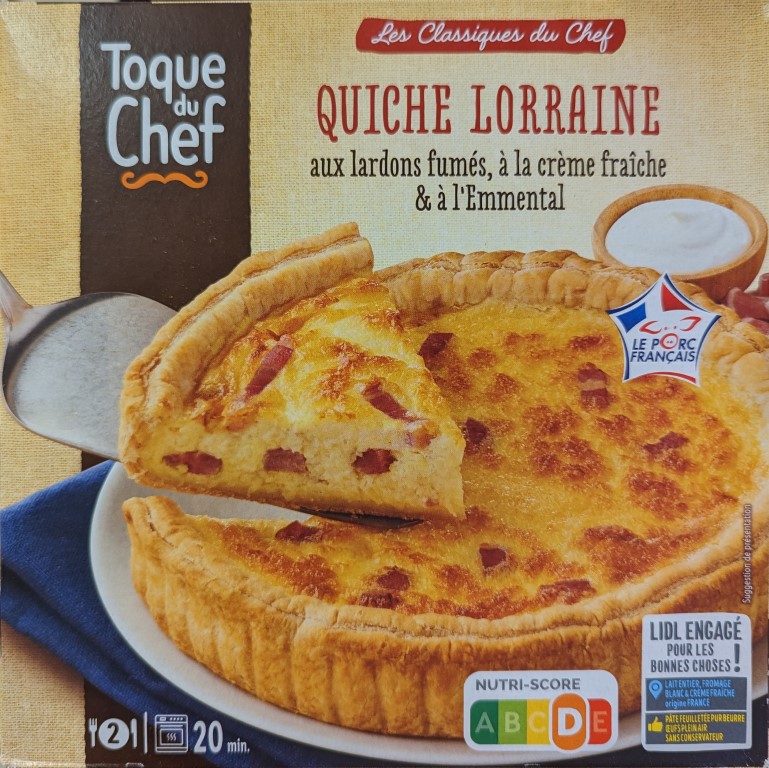 Les Classiques du Chef
Toque
du
Chef
QUICHE LORRAINE
aux lardons fumés, à la crème fraîche
& à l'Emmental
LE PORC
FRANÇAIS
Suggestion de présentation
LIDL ENGAGÉ
POUR LES
BONNES CHOSES !
LAIT ENTIER, FROMAGE
BLANC & CRÈME FRAÎCHE
origine FRANCE
PÂTE FEUILLETÉE PUR BEURRE
ŒUFS PLEIN AIR
SANS CONSERVATEUR
NUTRI-SCORE
A B C D E
2
20 min.